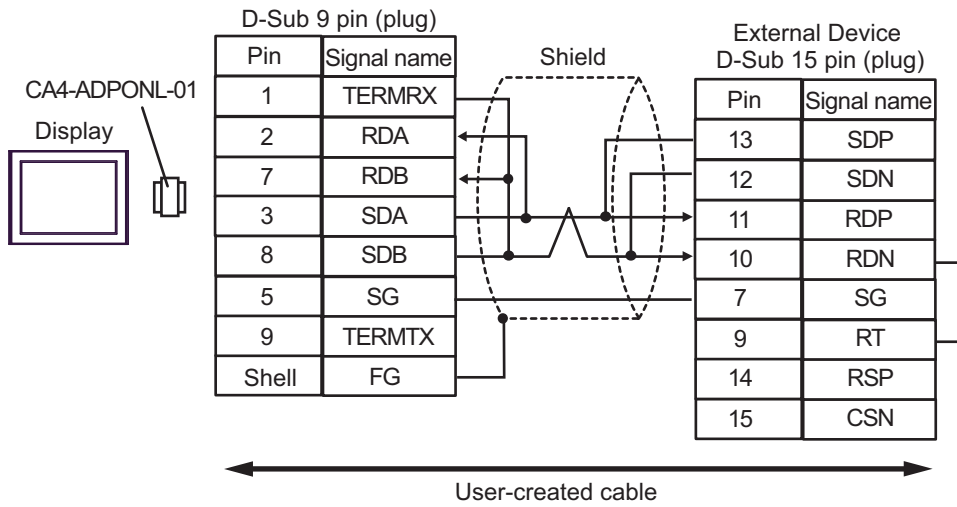 D-Sub 9 pin (plug)
Pin Signal name
1 TERMRX
2 RDA
7 RDB
3 SDA
8 SDB
5 SG
9 TERMTX
Shell FG
CA4-ADPONL-01
Display
Shield
External Device
D-Sub 15 pin (plug)
Pin Signal name
13 SDP
12 SDN
11 RDP
10 RDN
7 SG
9 RT
14 RSP
15 CSN
User-created cable